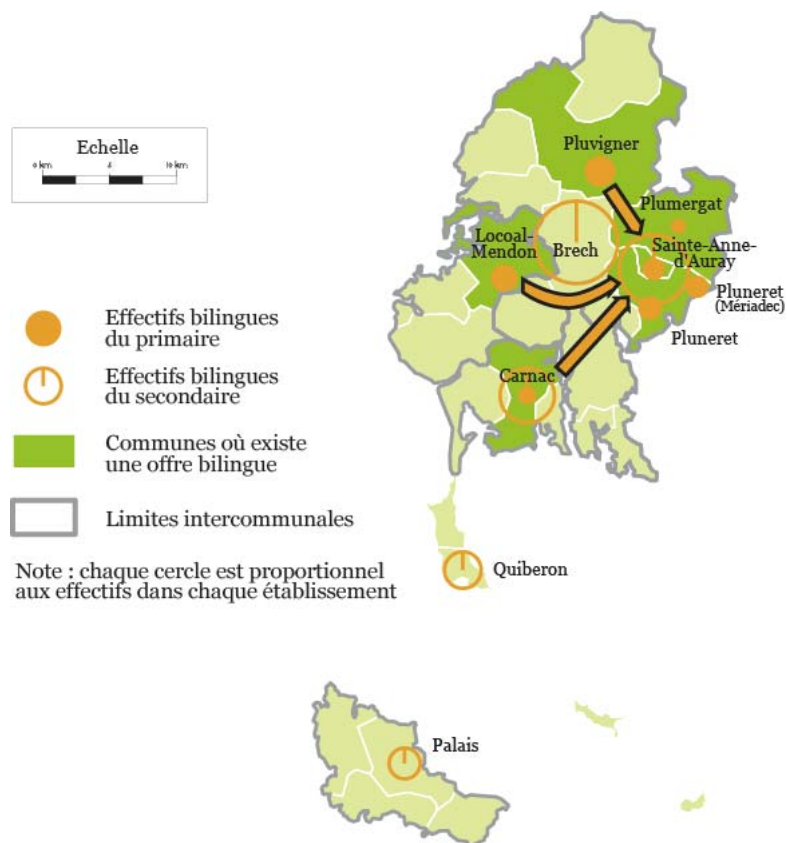 Echelle
0 km 5 10 km
Pluvigner
Plumergat
Locoal-
Mendon
Brech
Sainte-Anne-
d'Auray
Pluneret
(Mériadec)
Pluneret
Carnac
Quiberon
Palais
Effectifs bilingues
du primaire
Effectifs bilingues
du secondaire
Communes où existe
une offre bilingue
Limites intercommunales
Note : chaque cercle est proportionnel
aux effectifs dans chaque établissement